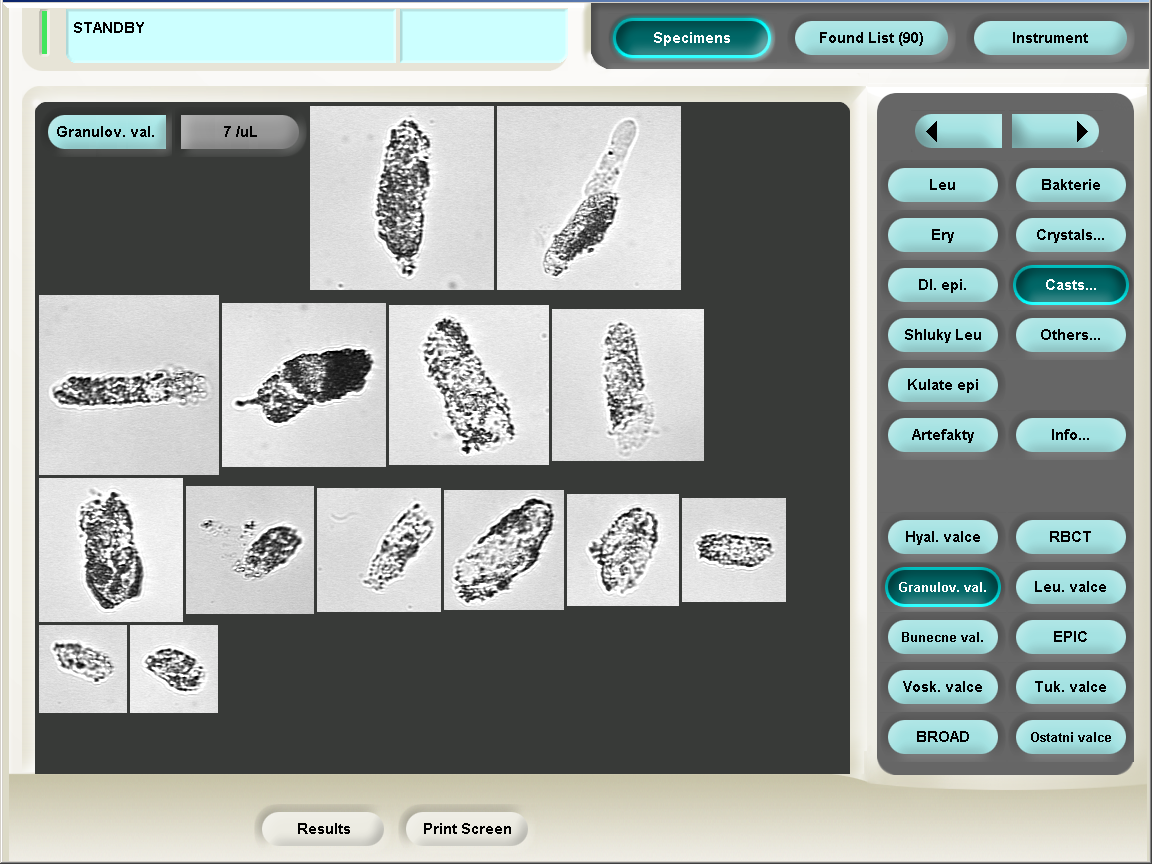 STANDBY
Specimens
Found List (90)
Instrument
Granulov. val.
7 /uL
Leu
Bakterie
Ery
Crystals...
Dl. epi.
Casts...
Shluky Leu
Others...
Kulate epi
Artefakty
Info...
Hyal. valce
RBCT
Granulov. val.
Leu. valce
Bunecne val.
EPIC
Vosk. valce
Tuk. valce
BROAD
Ostatni valce
Results
Print Screen